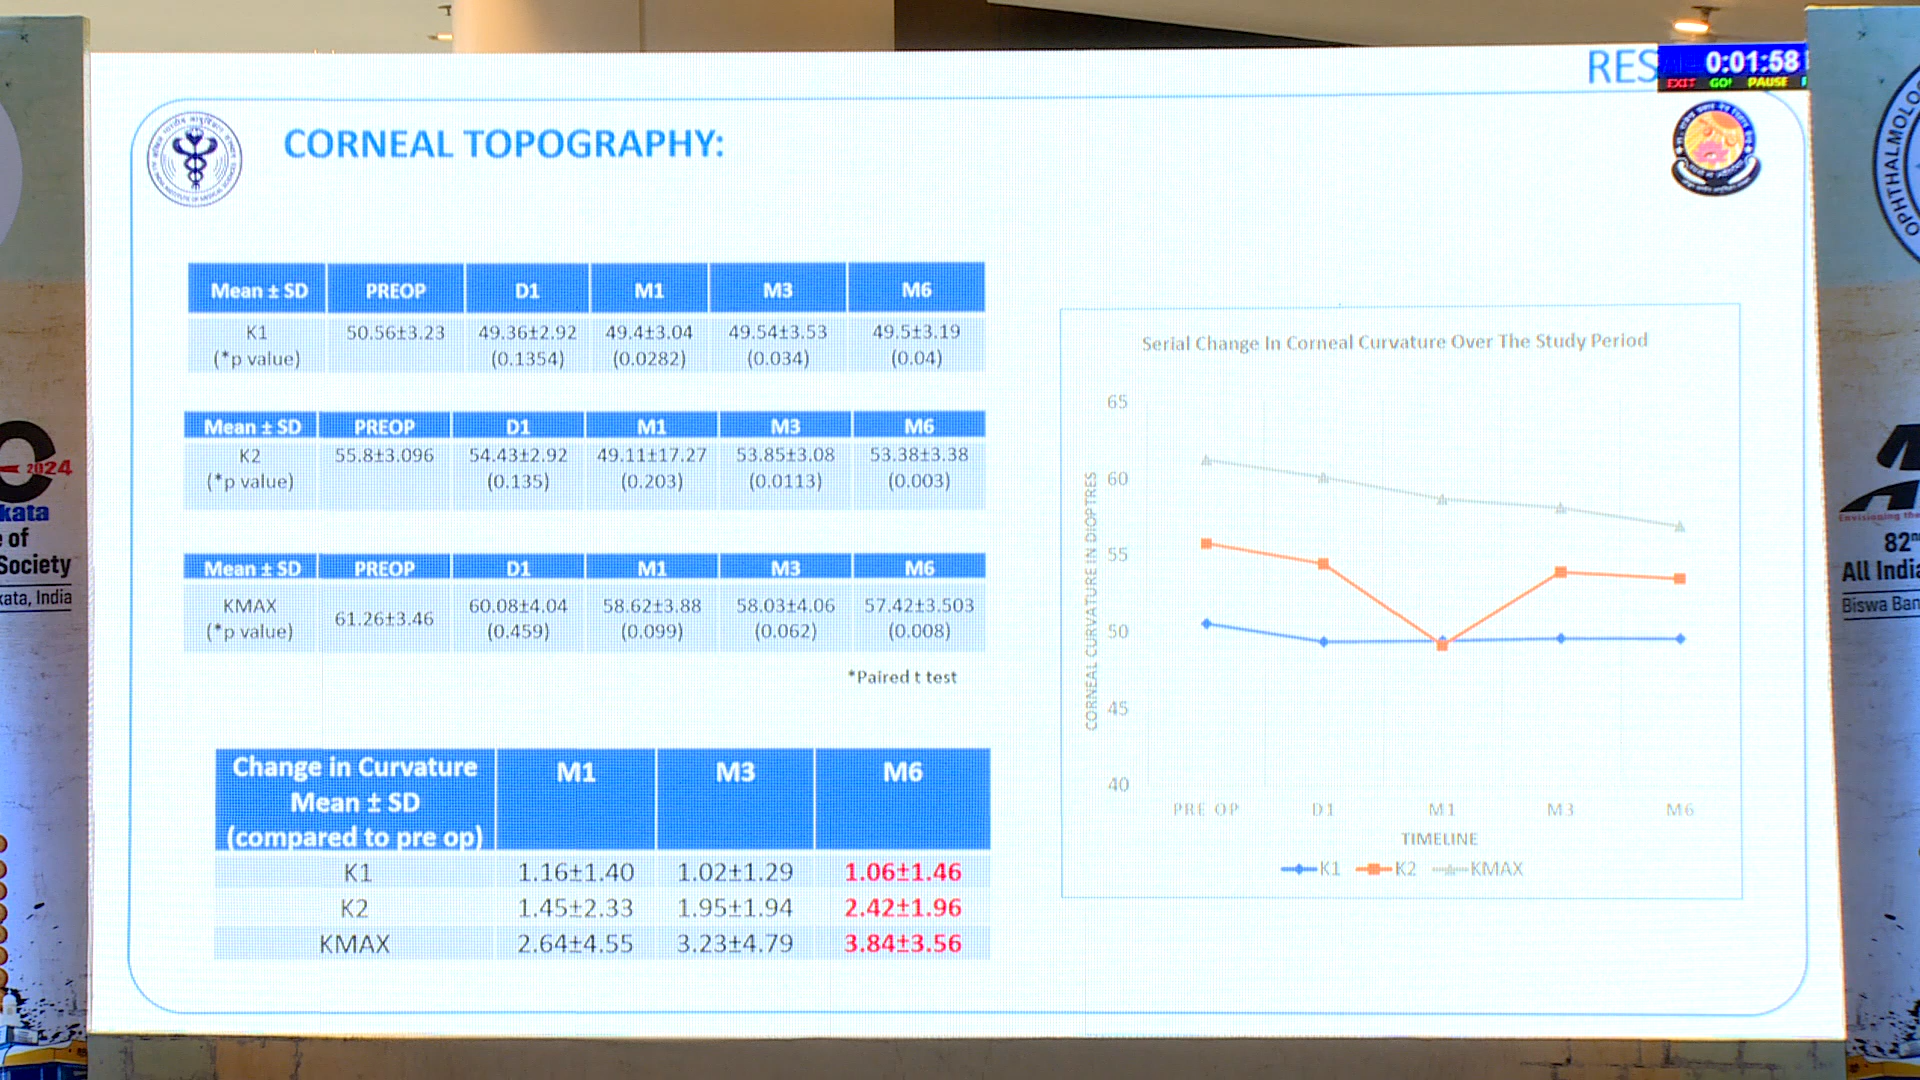 RES
0:01:58
EXIT GO! PAUSE
CORNEAL TOPOGRAPHY:
Mean ± SD PREOP D1 M1 M3 M6
K1 50.56±3.23 49.36±2.92 49.4±3.04 49.54±3.53 49.5±3.19
(*p value) (0.1354) (0.0282) (0.034) (0.04)
Mean ± SD PREOP D1 M1 M3 M6
K2 55.8±3.096 54.43±2.92 49.11±17.27 53.85±3.08 53.38±3.38
(*p value) (0.135) (0.203) (0.0113) (0.003)
Mean ± SD PREOP D1 M1 M3 M6
KMAX 61.26±3.46 60.08±4.04 58.62±3.88 58.03±4.06 57.42±3.503
(*p value) (0.459) (0.099) (0.062) (0.008)
*Paired t test
Change in Curvature M1 M3 M6
Mean ± SD
(compared to pre op)
K1 1.16±1.40 1.02±1.29 1.06±1.46
K2 1.45±2.33 1.95±1.94 2.42±1.96
KMAX 2.64±4.55 3.23±4.79 3.84±3.56
Serial Change In Corneal Curvature Over The Study Period
CORNEAL CURVATURE IN DIOPTRES
65
60
55
50
45
40
PRE OP D1 M1 M3 M6
TIMELINE
K1 K2 KMAX
2024
kata
of
Society
kata, India
OPHTHALMOLO
Envisioning the
82nd
All India
Biswa Ban